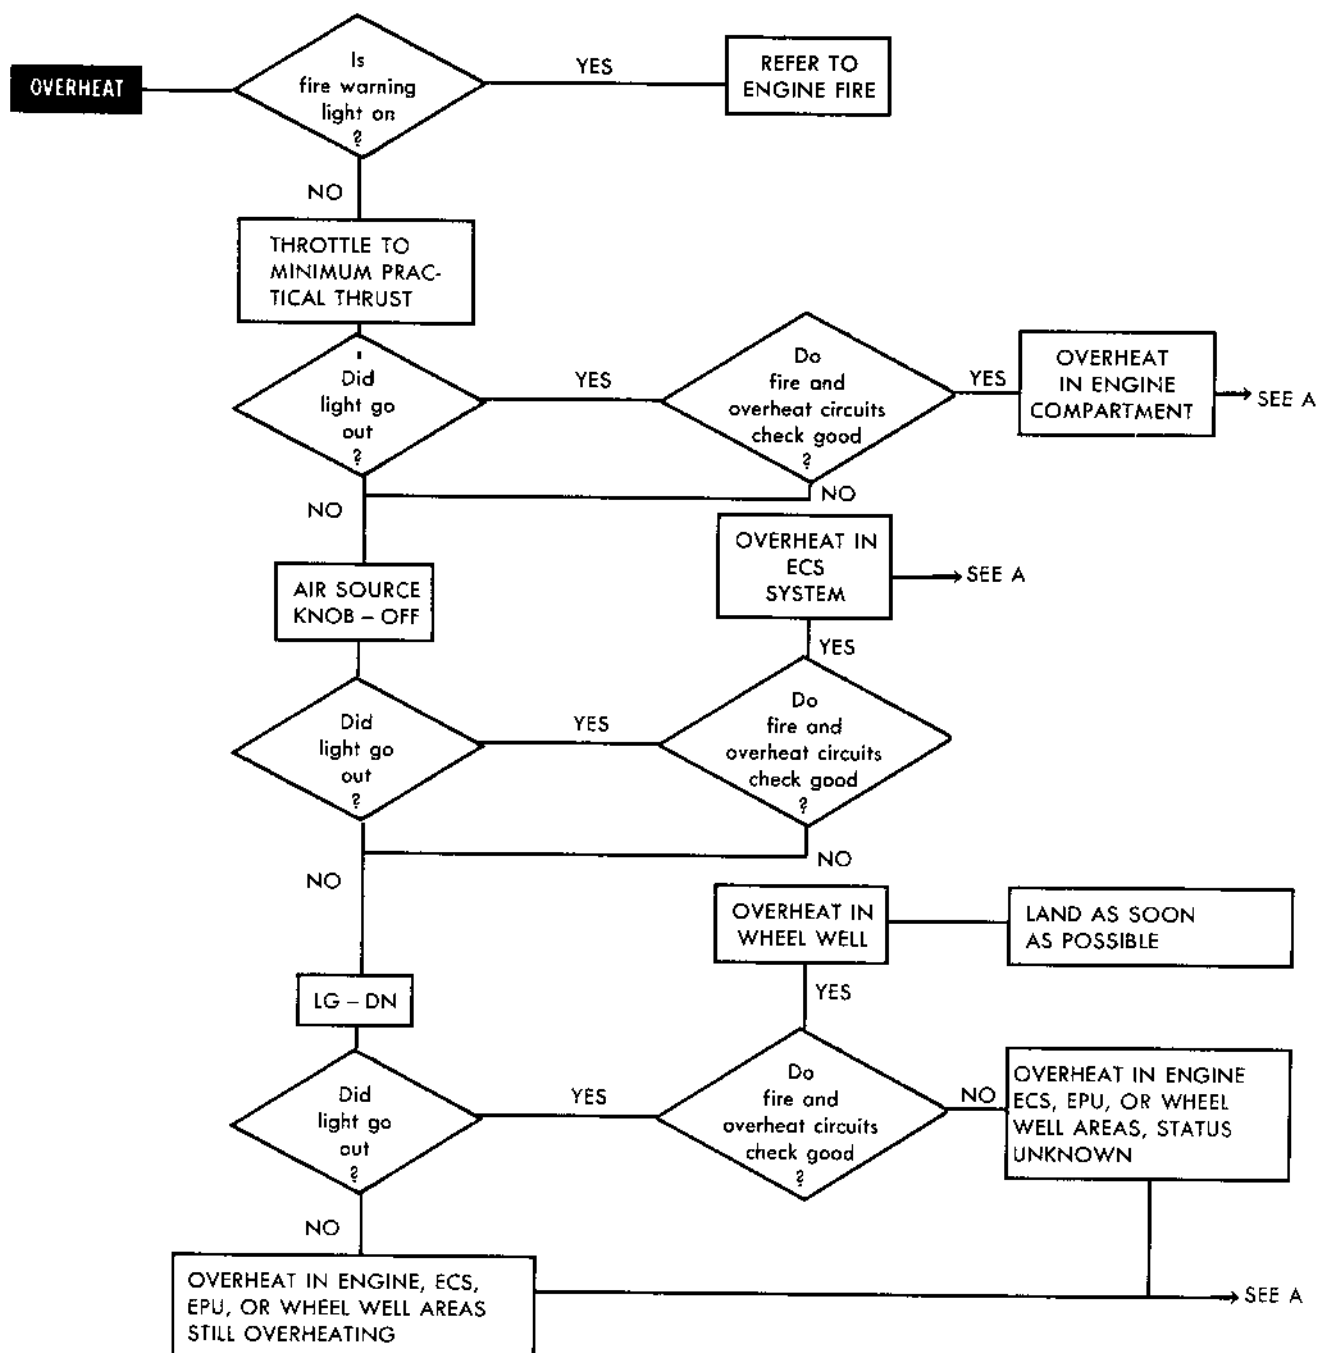 OVERHEAT
Is
fire warning
light on
?
YES
REFER TO
ENGINE FIRE
NO
THROTTLE TO
MINIMUM PRAC-
TICAL THRUST
Did
light go
out
?
YES
Do
fire and
overheat circuits
check good
?
YES
OVERHEAT
IN ENGINE
COMPARTMENT
SEE A
NO
NO
AIR SOURCE
KNOB – OFF
OVERHEAT IN
ECS
SYSTEM
SEE A
YES
Did
light go
out
?
YES
Do
fire and
overheat circuits
check good
?
NO
NO
OVERHEAT IN
WHEEL WELL
LAND AS SOON
AS POSSIBLE
YES
LG – DN
Did
light go
out
?
YES
Do
fire and
overheat circuits
check good
?
NO
OVERHEAT IN ENGINE
ECS, EPU, OR WHEEL
WELL AREAS, STATUS
UNKNOWN
NO
OVERHEAT IN ENGINE, ECS,
EPU, OR WHEEL WELL AREAS
STILL OVERHEATING
SEE A